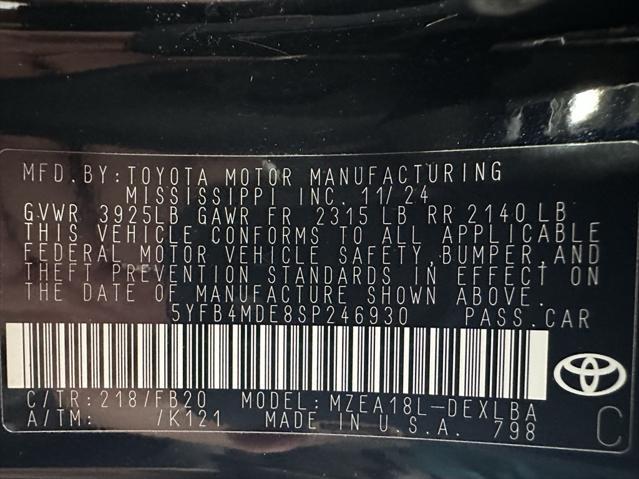 MFD. BY: TOYOTA MOTOR MANUFACTURING
MISSISSIPPI INC. 11/24
GVWR 3925LB GAWR FR 2315 LB RR 2140 LB
THIS VEHICLE CONFORMS TO ALL APPLICABLE
FEDERAL MOTOR VEHICLE SAFETY, BUMPER, AND
THEFT PREVENTION STANDARDS IN EFFECT ON
THE DATE OF MANUFACTURE SHOWN ABOVE.
5YFB4MDE8SP246930 PASS. CAR
C/TR: 218/FB20 MODEL: MZEA18L-DEXLBA
A/TM: /K121 MADE IN U.S.A. 798
TOYOTA
C